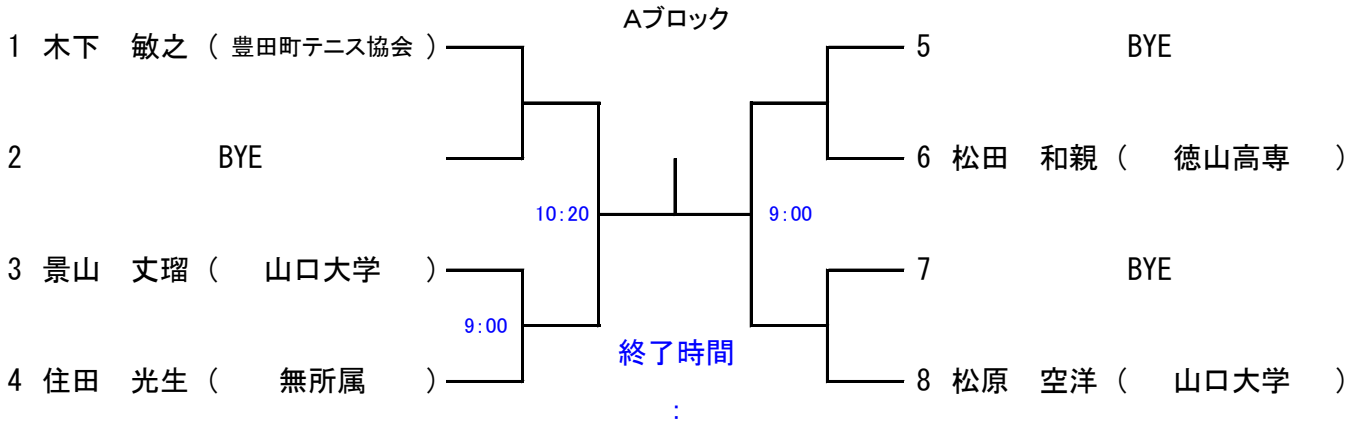 Aブロック
1 木下 敏之 ( 豊田町テニス協会 )
2 BYE
10:20
3 景山 丈瑠 ( 山口大学 )
9:00
4 住田 光生 ( 無所属 )
5 BYE
6 松田 和親 ( 徳山高専 )
9:00
7 BYE
8 松原 空洋 ( 山口大学 )
終了時間
: